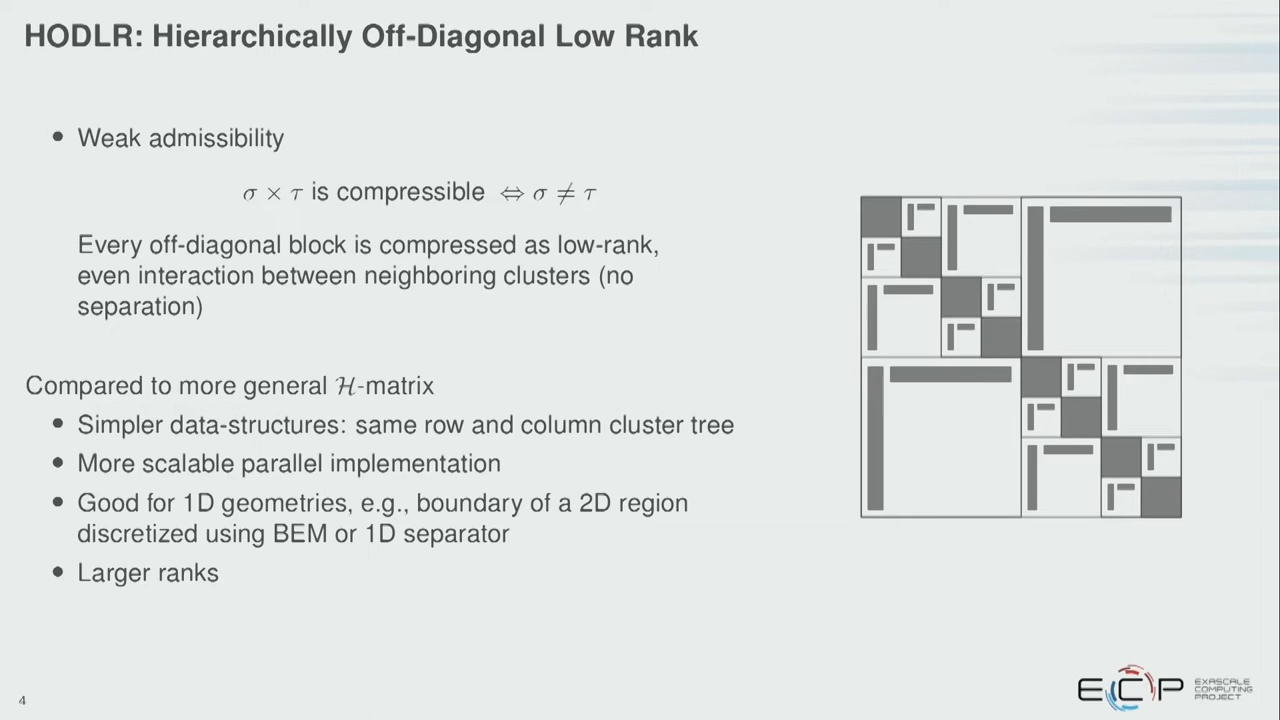 HODLR: Hierarchically Off-Diagonal Low Rank
• Weak admissibility
σ × τ is compressible ⇔ σ ≠ τ
Every off-diagonal block is compressed as low-rank,
even interaction between neighboring clusters (no
separation)
Compared to more general ℋ-matrix
• Simpler data-structures: same row and column cluster tree
• More scalable parallel implementation
• Good for 1D geometries, e.g., boundary of a 2D region
discretized using BEM or 1D separator
• Larger ranks
4
ECP
EXASCALE
COMPUTING
PROJECT